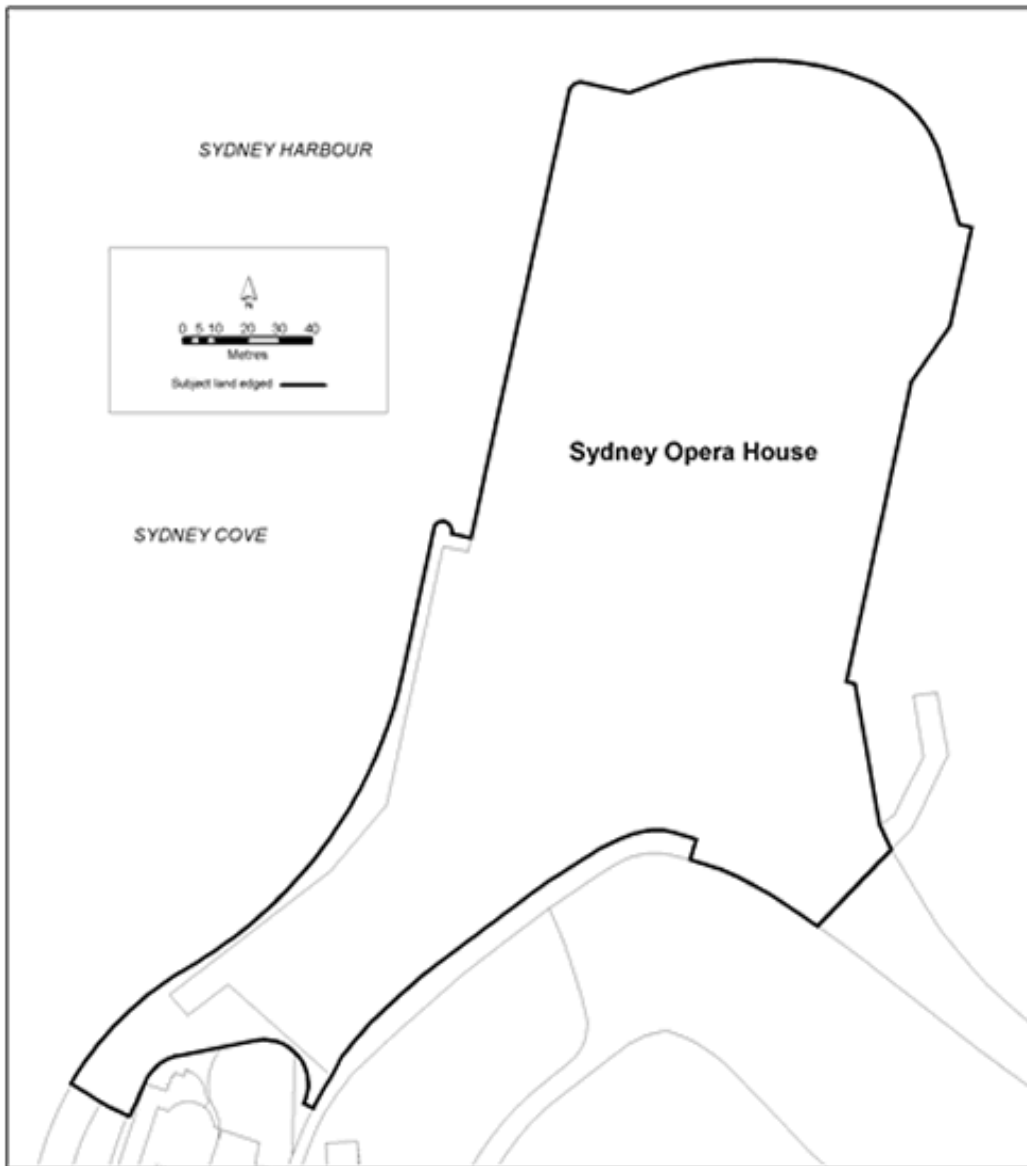 SYDNEY HARBOUR
N
0 5 10 20 30 40
Metres
Subject land edged
Sydney Opera House
SYDNEY COVE